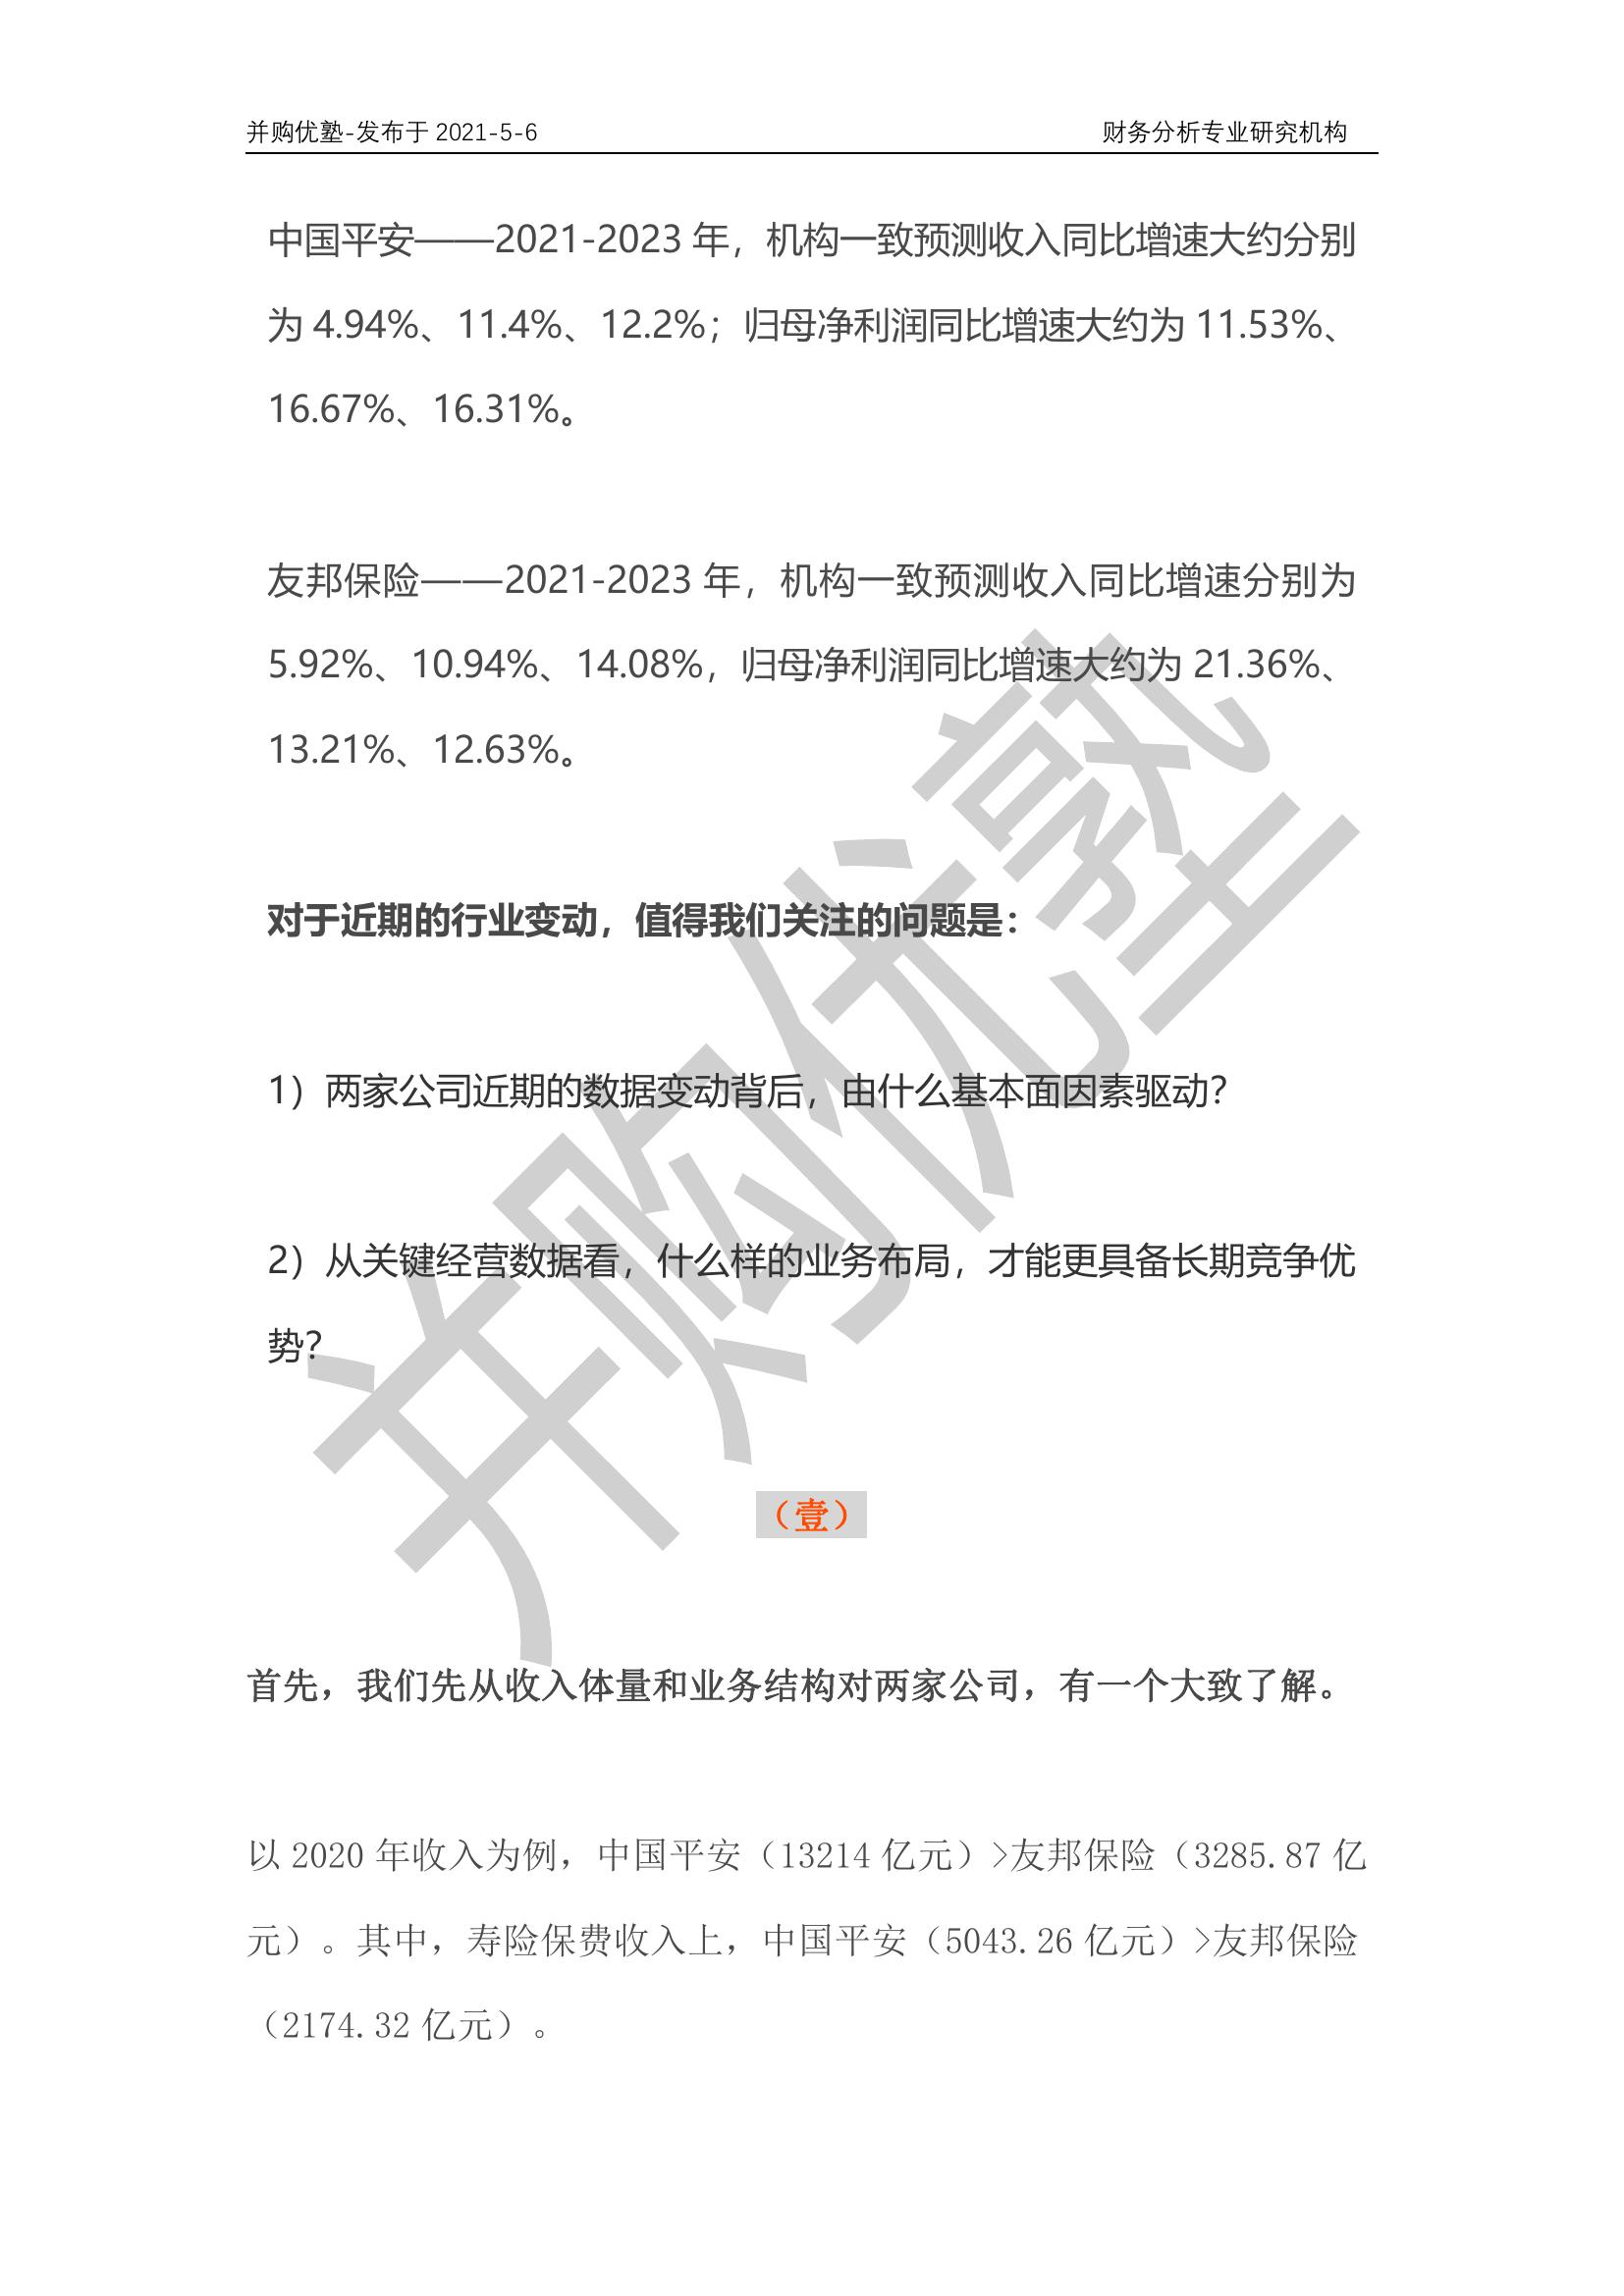 并购优塾-发布于 2021-5-6 财务分析专业研究机构
中国平安——2021-2023 年，机构一致预测收入同比增速大约分别
为 4.94%、11.4%、12.2%；归母净利润同比增速大约为 11.53%、
16.67%、16.31%。
友邦保险——2021-2023 年，机构一致预测收入同比增速分别为
5.92%、10.94%、14.08%，归母净利润同比增速大约为 21.36%、
13.21%、12.63%。
对于近期的行业变动，值得我们关注的问题是：
1）两家公司近期的数据变动背后，由什么基本面因素驱动？
2）从关键经营数据看，什么样的业务布局，才能更具备长期竞争优
势？
（壹）
首先，我们先从收入体量和业务结构对两家公司，有一个大致了解。
以 2020 年收入为例，中国平安（13214 亿元）>友邦保险（3285.87 亿
元）。其中，寿险保费收入上，中国平安（5043.26 亿元）>友邦保险
（2174.32 亿元）。
并购优塾